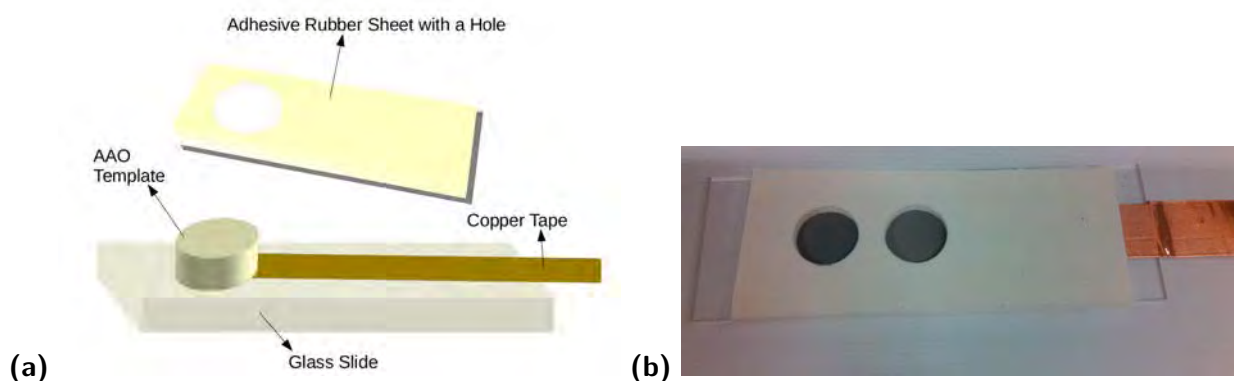 Adhesive Rubber Sheet with a Hole
AAO
Template
Copper Tape
Glass Slide
(a)
(b)